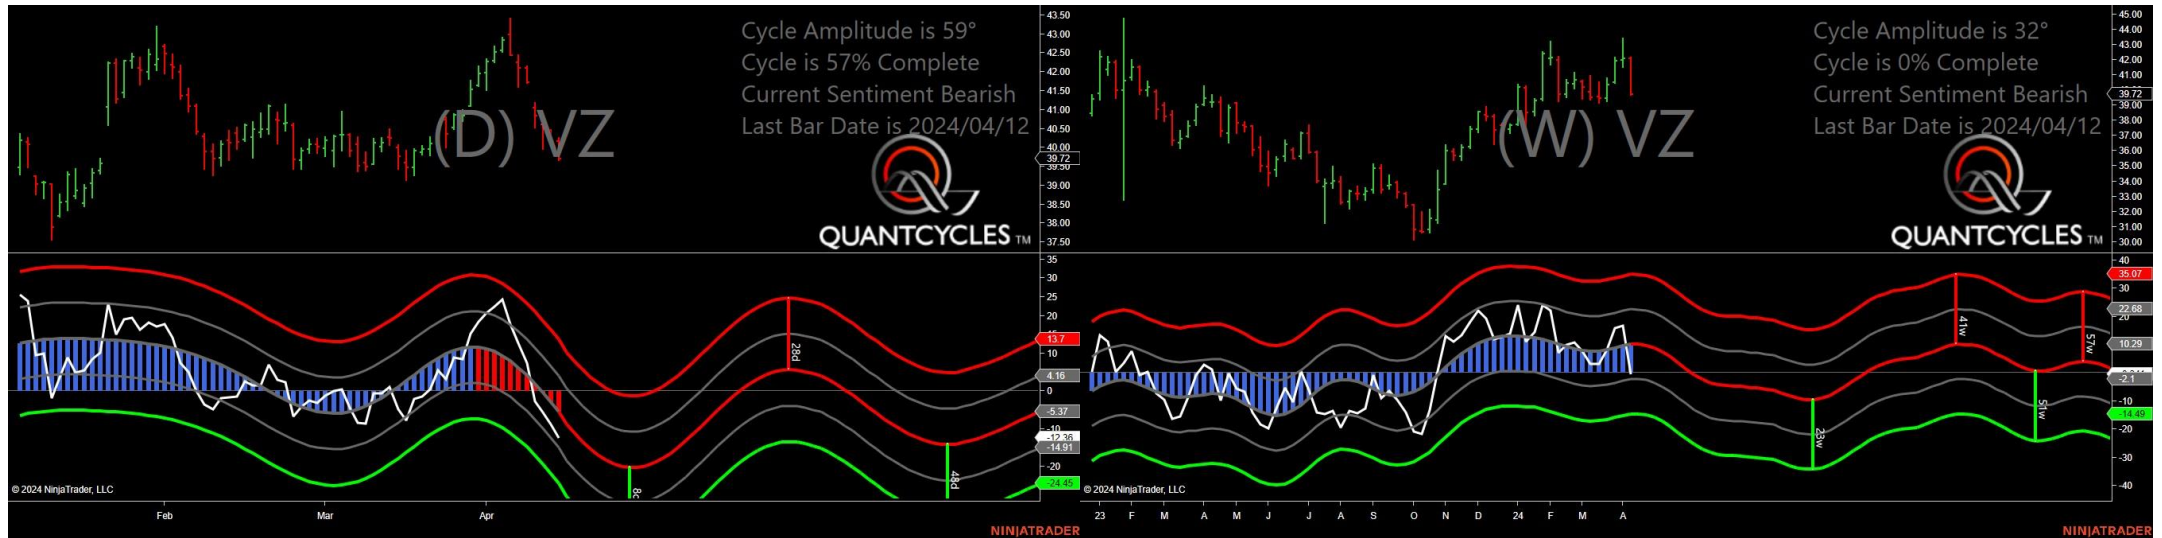 Cycle Amplitude is 59°
Cycle is 57% Complete
Current Sentiment Bearish
Last Bar Date is 2024/04/12
(D) VZ
QUANTCYCLES TM
43.50
43.00
42.50
42.00
41.50
41.00
40.50
40.00
39.72
39.50
39.00
38.50
38.00
37.50
35
30
25
20
13.7
10
4.16
0
-5.37
-10
-12.36
-14.91
-20
-24.45
28d
48d
© 2024 NinjaTrader, LLC
Feb Mar Apr
NINJATRADER
Cycle Amplitude is 32°
Cycle is 0% Complete
Current Sentiment Bearish
Last Bar Date is 2024/04/12
(W) VZ
QUANTCYCLES TM
45.00
44.00
43.00
42.00
41.00
39.72
39.00
38.00
37.00
36.00
35.00
34.00
33.00
32.00
31.00
30.00
40
35.07
30
22.68
20
10.29
-2.1
-10
-14.49
-20
-30
-40
23w
41w
51w
57w
© 2024 NinjaTrader, LLC
23 F M A M J J A S O N D 24 F M A
NINJATRADER